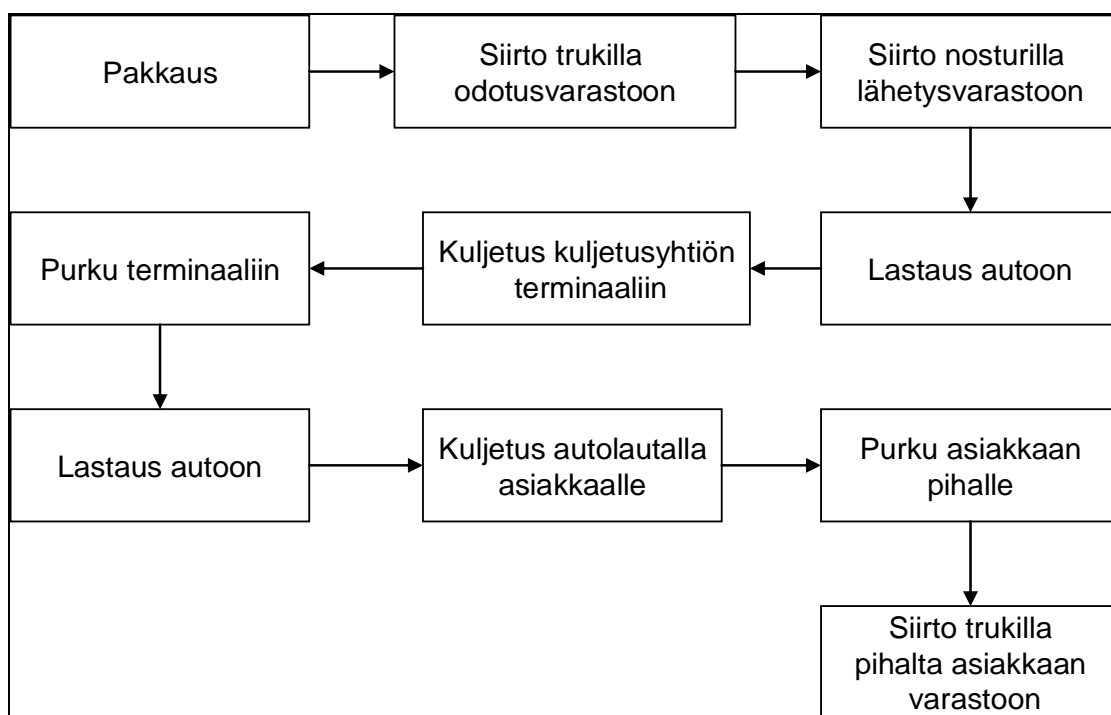 Pakkaus
Siirto trukilla
odotusvarastoon
Siirto nosturilla
lähetysvarastoon
Lastaus autoon
Kuljetus kuljetusyhtiön
terminaaliin
Purku terminaaliin
Lastaus autoon
Kuljetus autolautalla
asiakkaalle
Purku asiakkaan
pihalle
Siirto trukilla
pihalta asiakkaan
varastoon